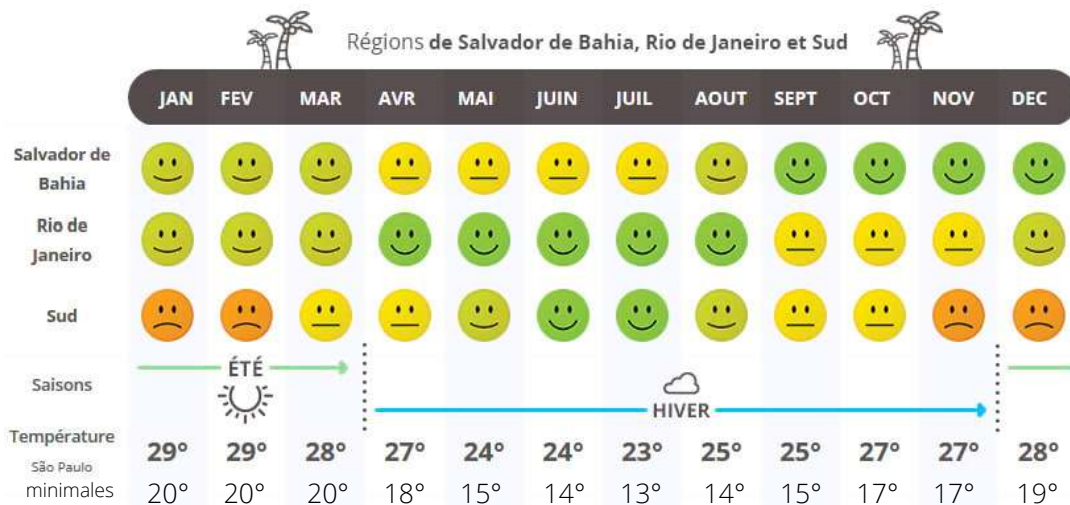 Régions de Salvador de Bahia, Rio de Janeiro et Sud
JAN FEV MAR AVR MAI JUIN JUIL AOUT SEPT OCT NOV DEC
Salvador de
Bahia
Rio de
Janeiro
Sud
Saisons
ÉTÉ
HIVER
Température
São Paulo
29° 29° 28° 27° 24° 24° 23° 25° 25° 27° 27° 28°
minimales 20° 20° 20° 18° 15° 14° 13° 14° 15° 17° 17° 19°